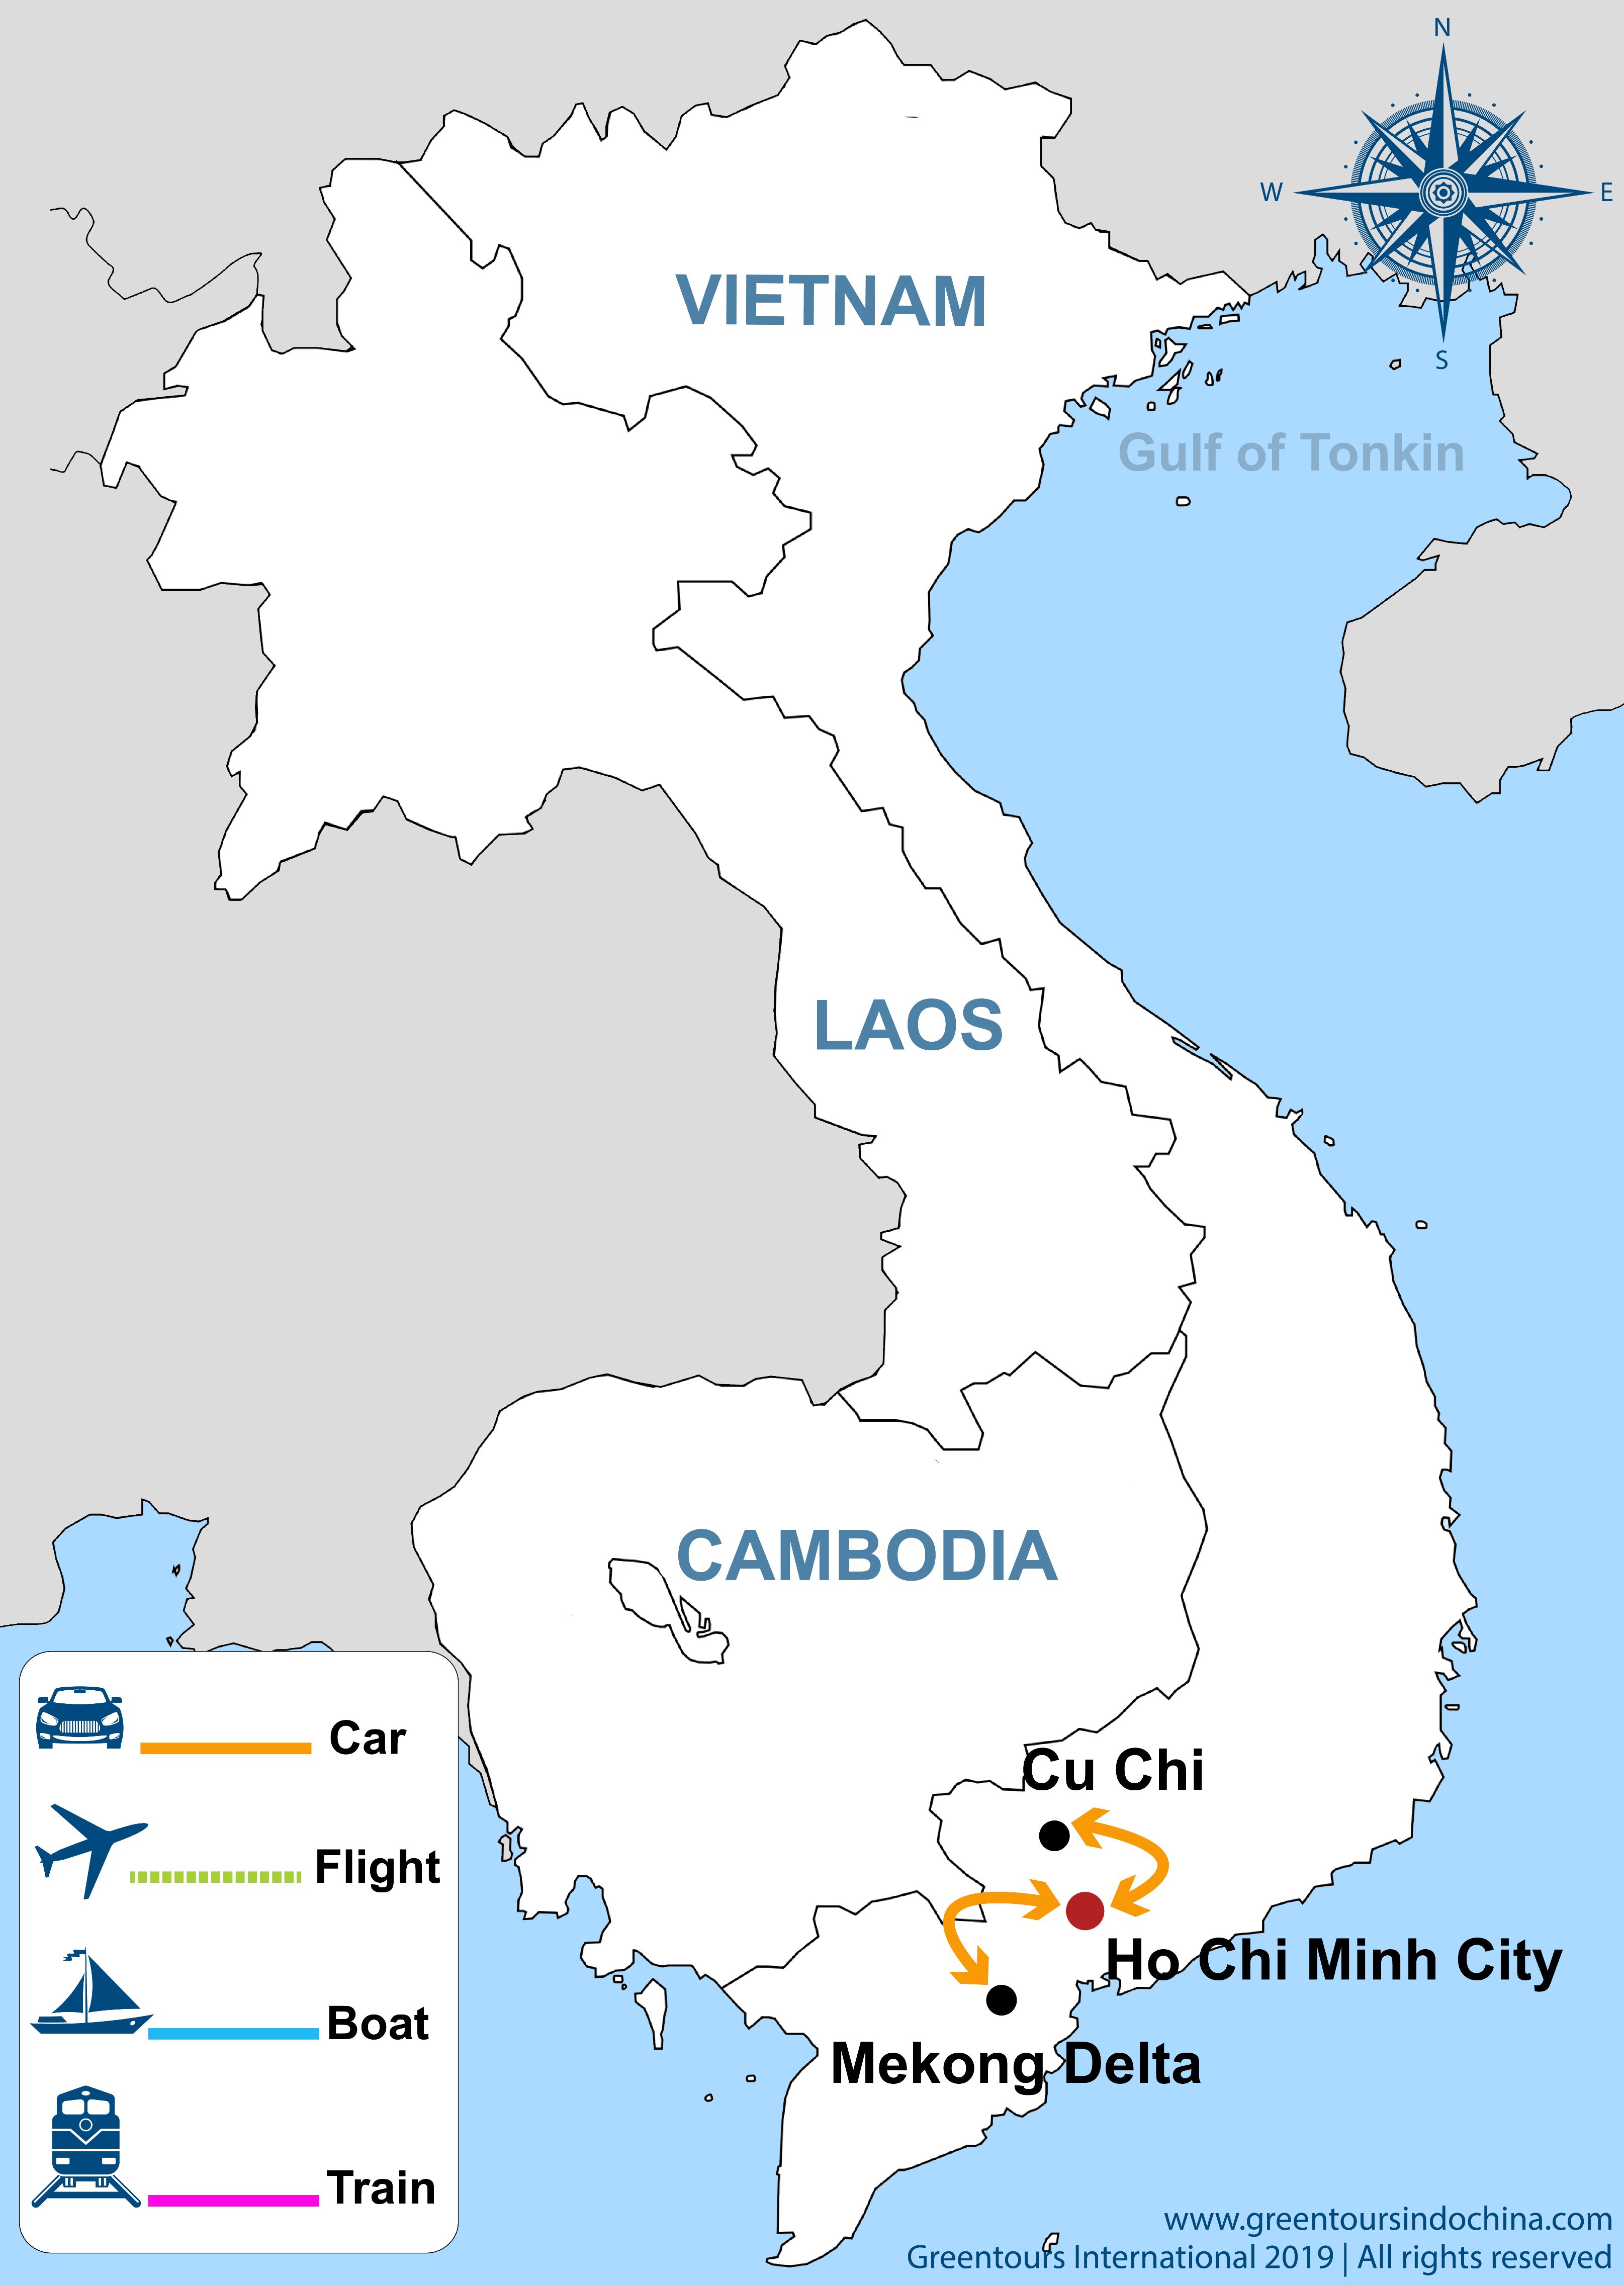 N
W
E
S
VIETNAM
Gulf of Tonkin
LAOS
CAMBODIA
Car
Flight
Boat
Train
Cu Chi
Ho Chi Minh City
Mekong Delta
www.greentoursindochina.com
Greentours International 2019 | All rights reserved